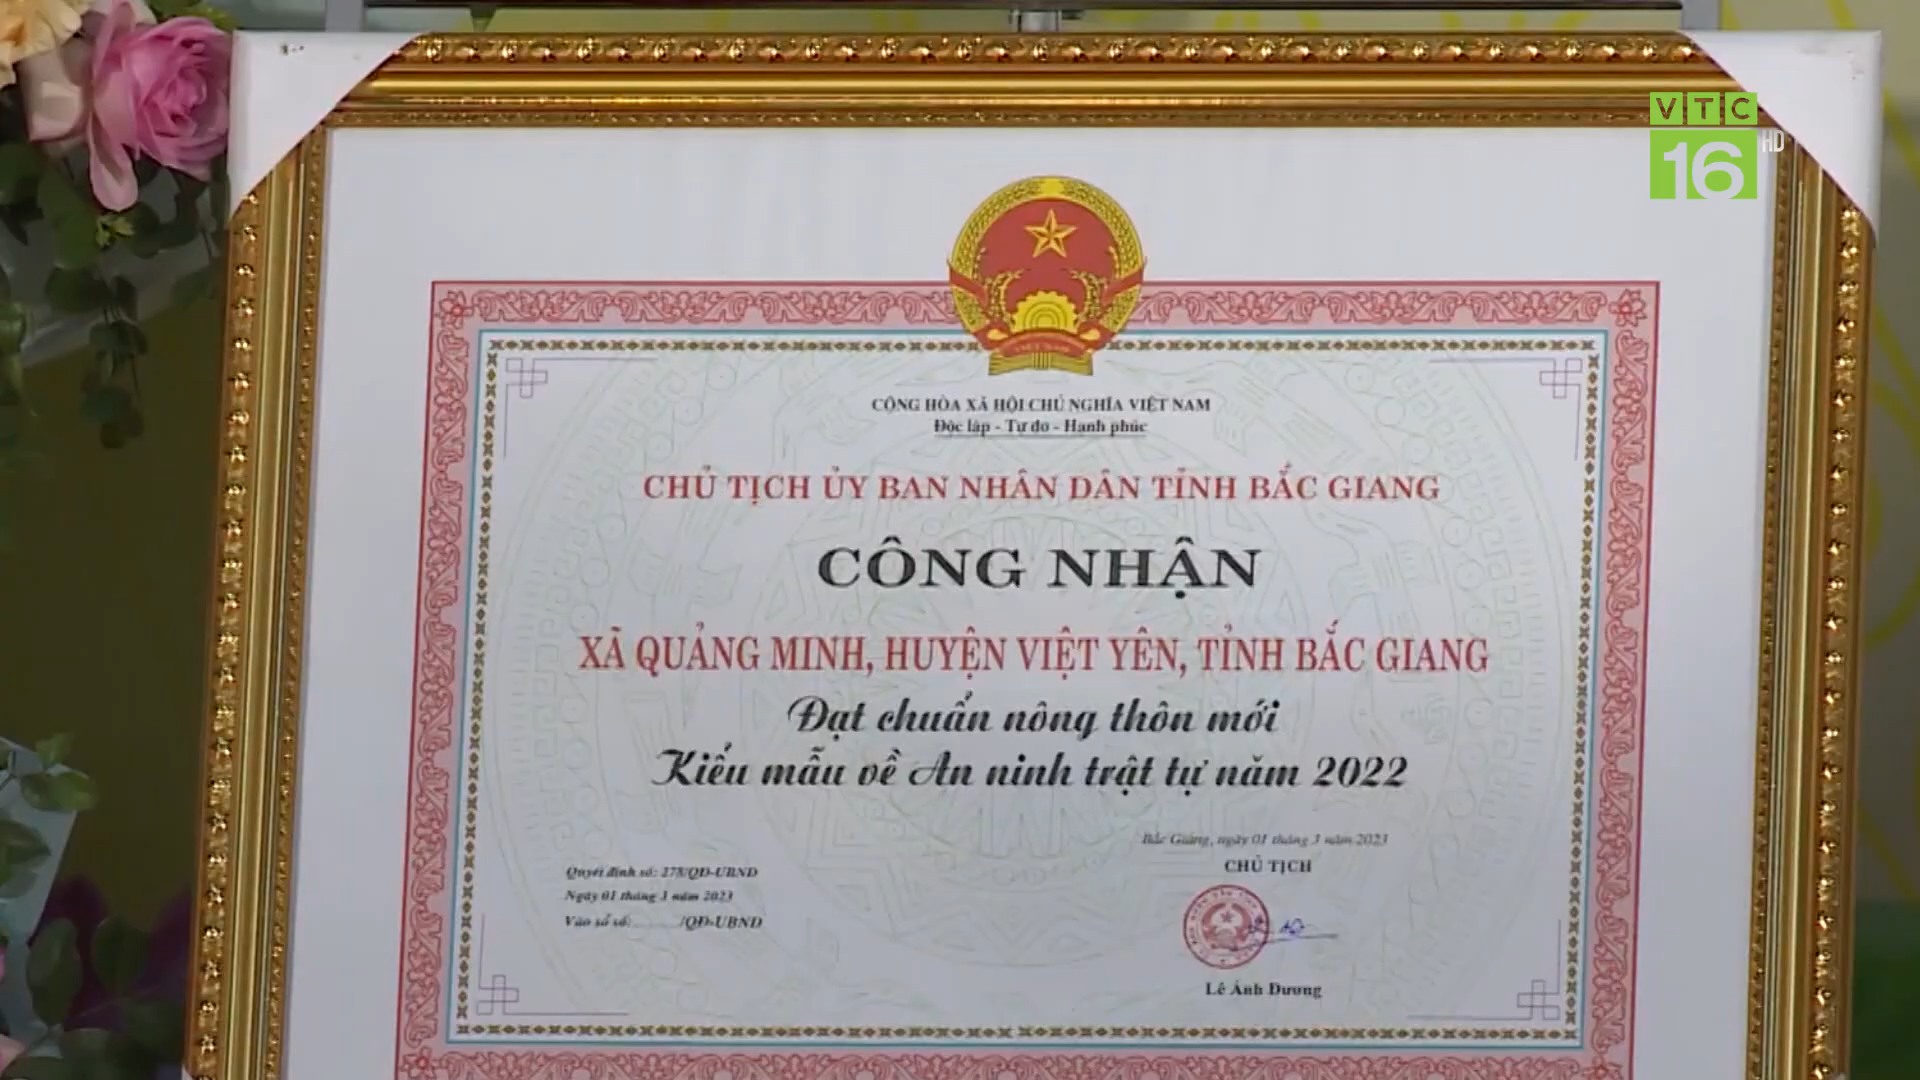 VTC
16
HD
CỘNG HÒA XÃ HỘI CHỦ NGHĨA VIỆT NAM
Độc lập - Tự do - Hạnh phúc
CHỦ TỊCH ỦY BAN NHÂN DÂN TỈNH BẮC GIANG
CÔNG NHẬN
XÃ QUẢNG MINH, HUYỆN VIỆT YÊN, TỈNH BẮC GIANG
Đạt chuẩn nông thôn mới
Kiểu mẫu về An ninh trật tự năm 2022
Bắc Giang, ngày 01 tháng 3 năm 2023
CHỦ TỊCH
Quyết định số: 278/QĐ-UBND
Ngày 01 tháng 3 năm 2023
Vào sổ số:........../QĐ-UBND
Lê Ánh Dương